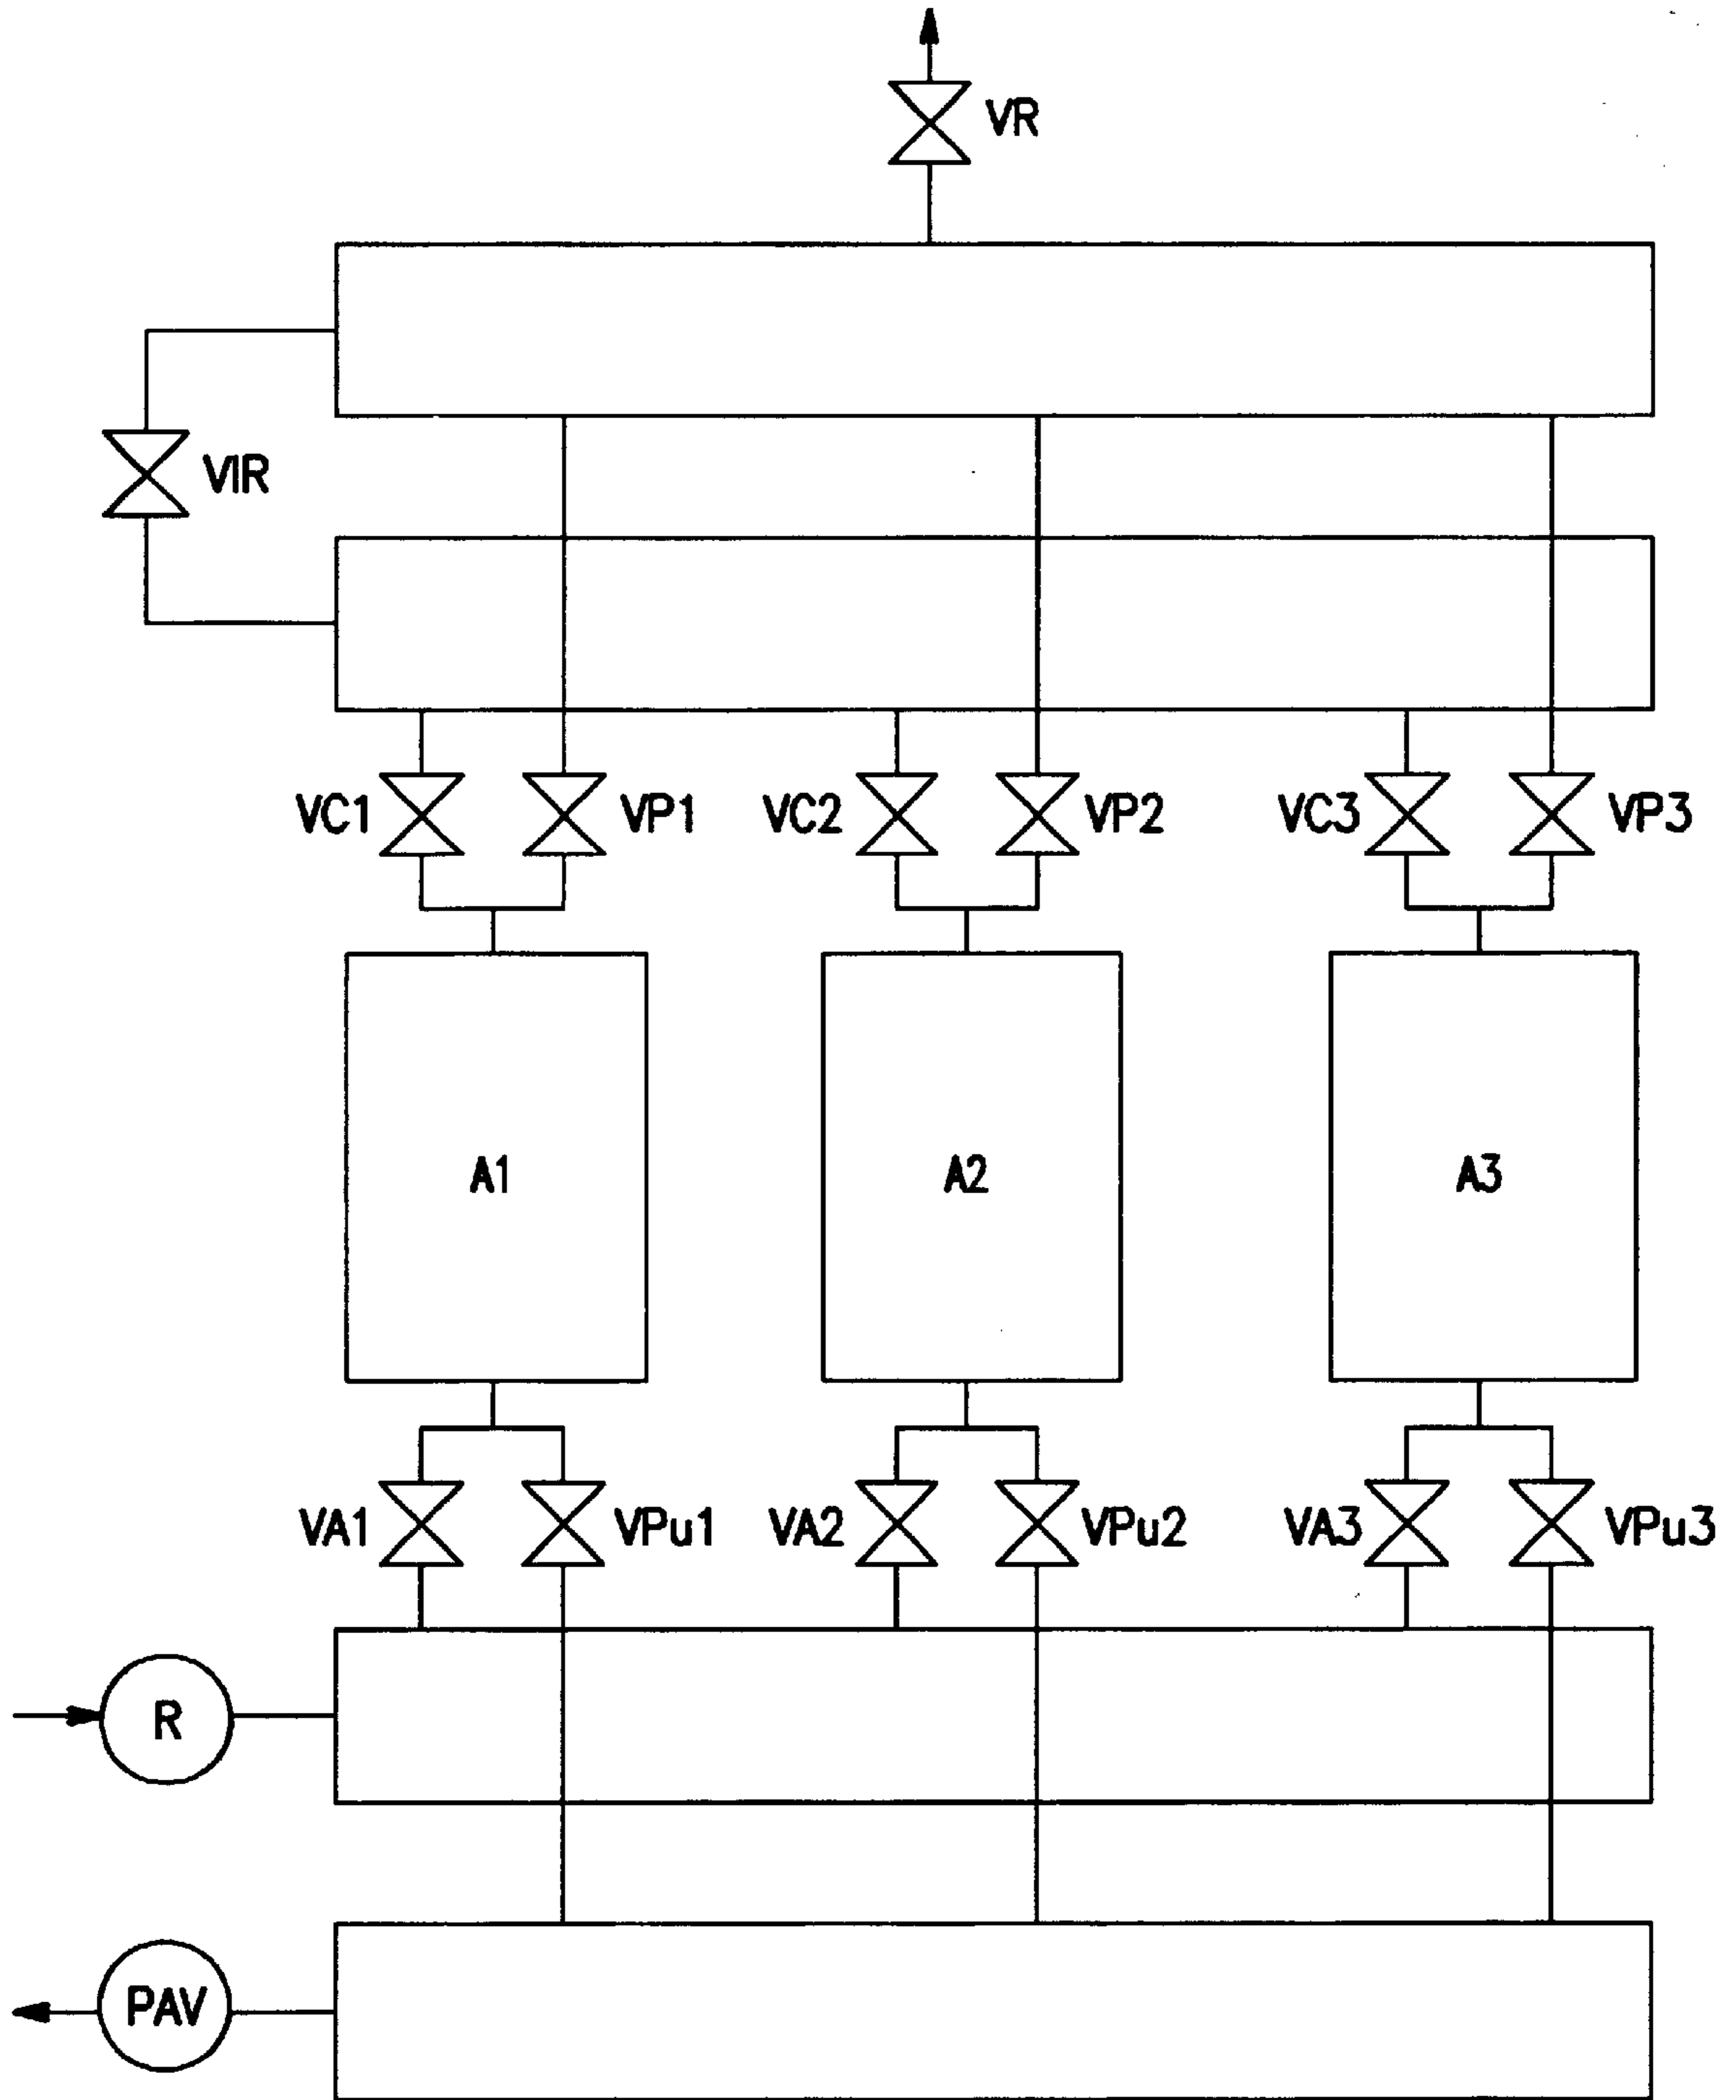 VR
VIR
VC1 VP1 VC2 VP2 VC3 VP3
A1 A2 A3
VA1 VPu1 VA2 VPu2 VA3 VPu3
R
PAV